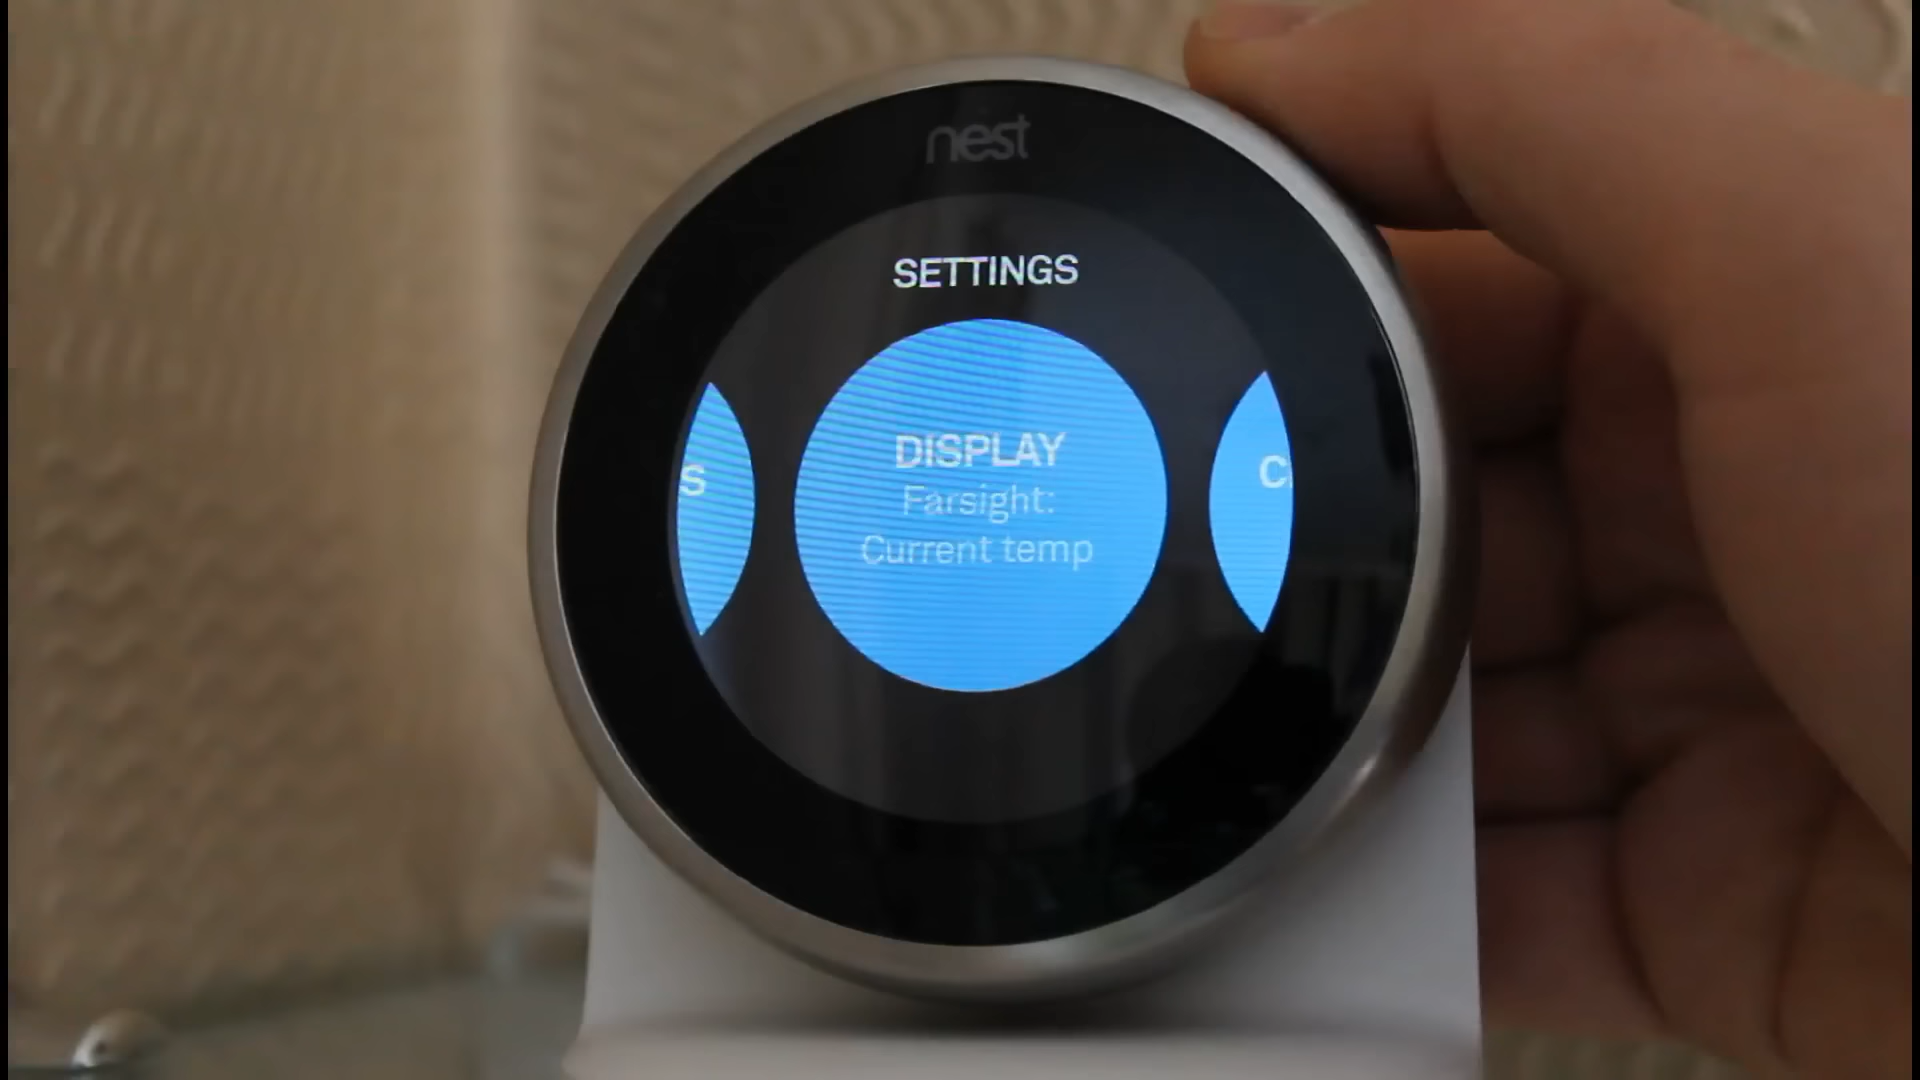 nest
SETTINGS
S
DISPLAY
Farsight:
Current temp
C